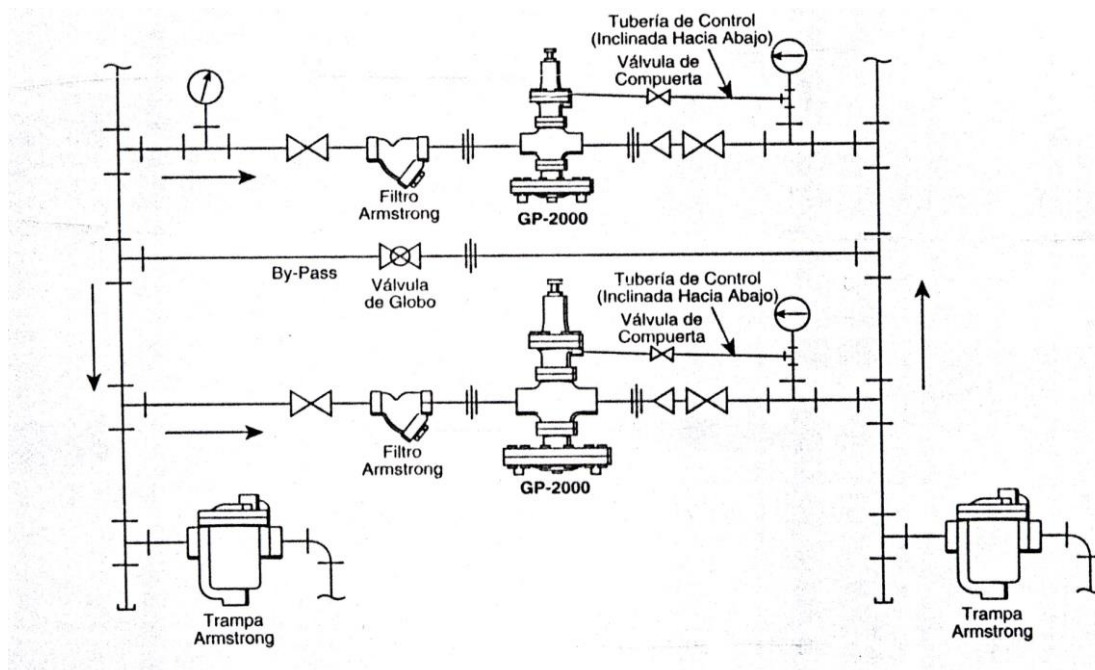 Tubería de Control
(Inclinada Hacia Abajo)
Válvula de
Compuerta
Filtro
Armstrong
GP-2000
By-Pass
Válvula
de Globo
Tubería de Control
(Inclinada Hacia Abajo)
Válvula de
Compuerta
Filtro
Armstrong
GP-2000
Trampa
Armstrong
Trampa
Armstrong